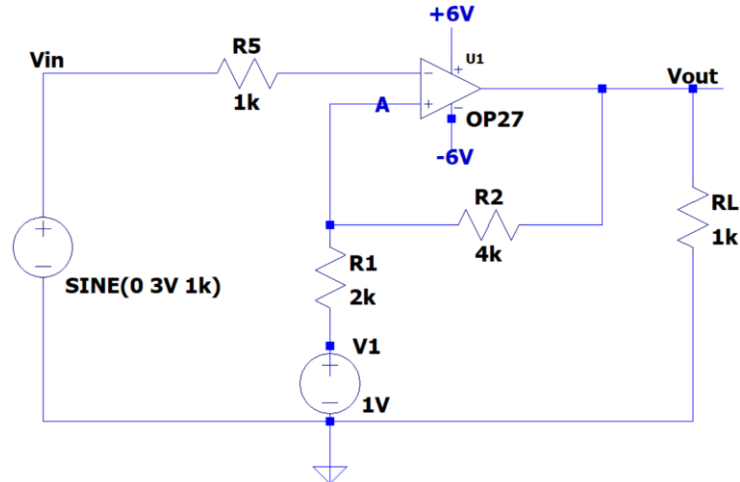 +6V
Vin
R5
U1
1k
−
+
A
+
−
OP27
Vout
-6V
R2
4k
RL
1k
R1
2k
+
−
SINE(0 3V 1k)
V1
+
−
1V